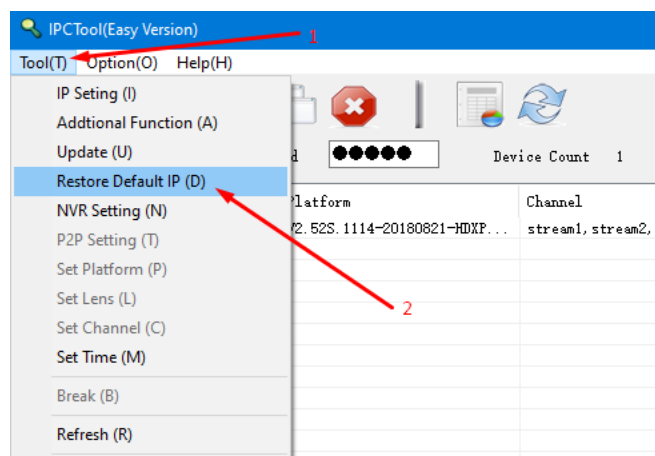 IPCTool(Easy Version)
1
Tool(T) Option(O) Help(H)
IP Seting (I)
Addtional Function (A)
Update (U)
Restore Default IP (D)
NVR Setting (N)
P2P Setting (T)
Set Platform (P)
Set Lens (L)
Set Channel (C)
Set Time (M)
Break (B)
Refresh (R)
Device Count 1
Platform Channel
V2.52S.1114-20180821-HDXP... stream1, stream2,
2